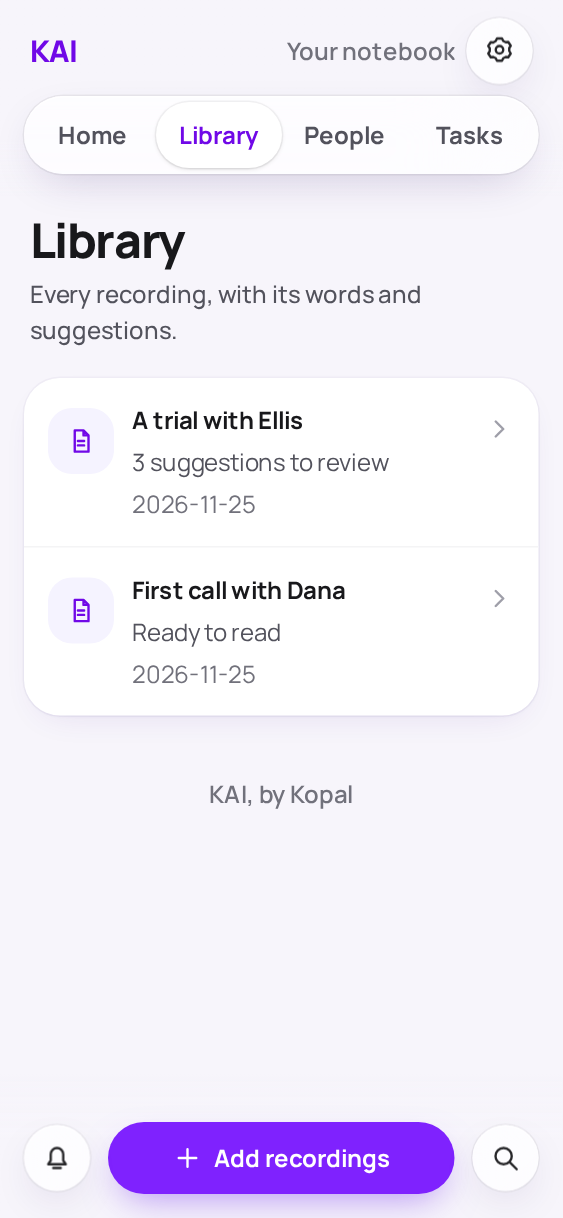 KAI
Your notebook
Home
Library
People
Tasks
Library
Every recording, with its words and
suggestions.
A trial with Ellis
3 suggestions to review
2026-11-25
First call with Dana
Ready to read
2026-11-25
KAI, by Kopal
Add recordings